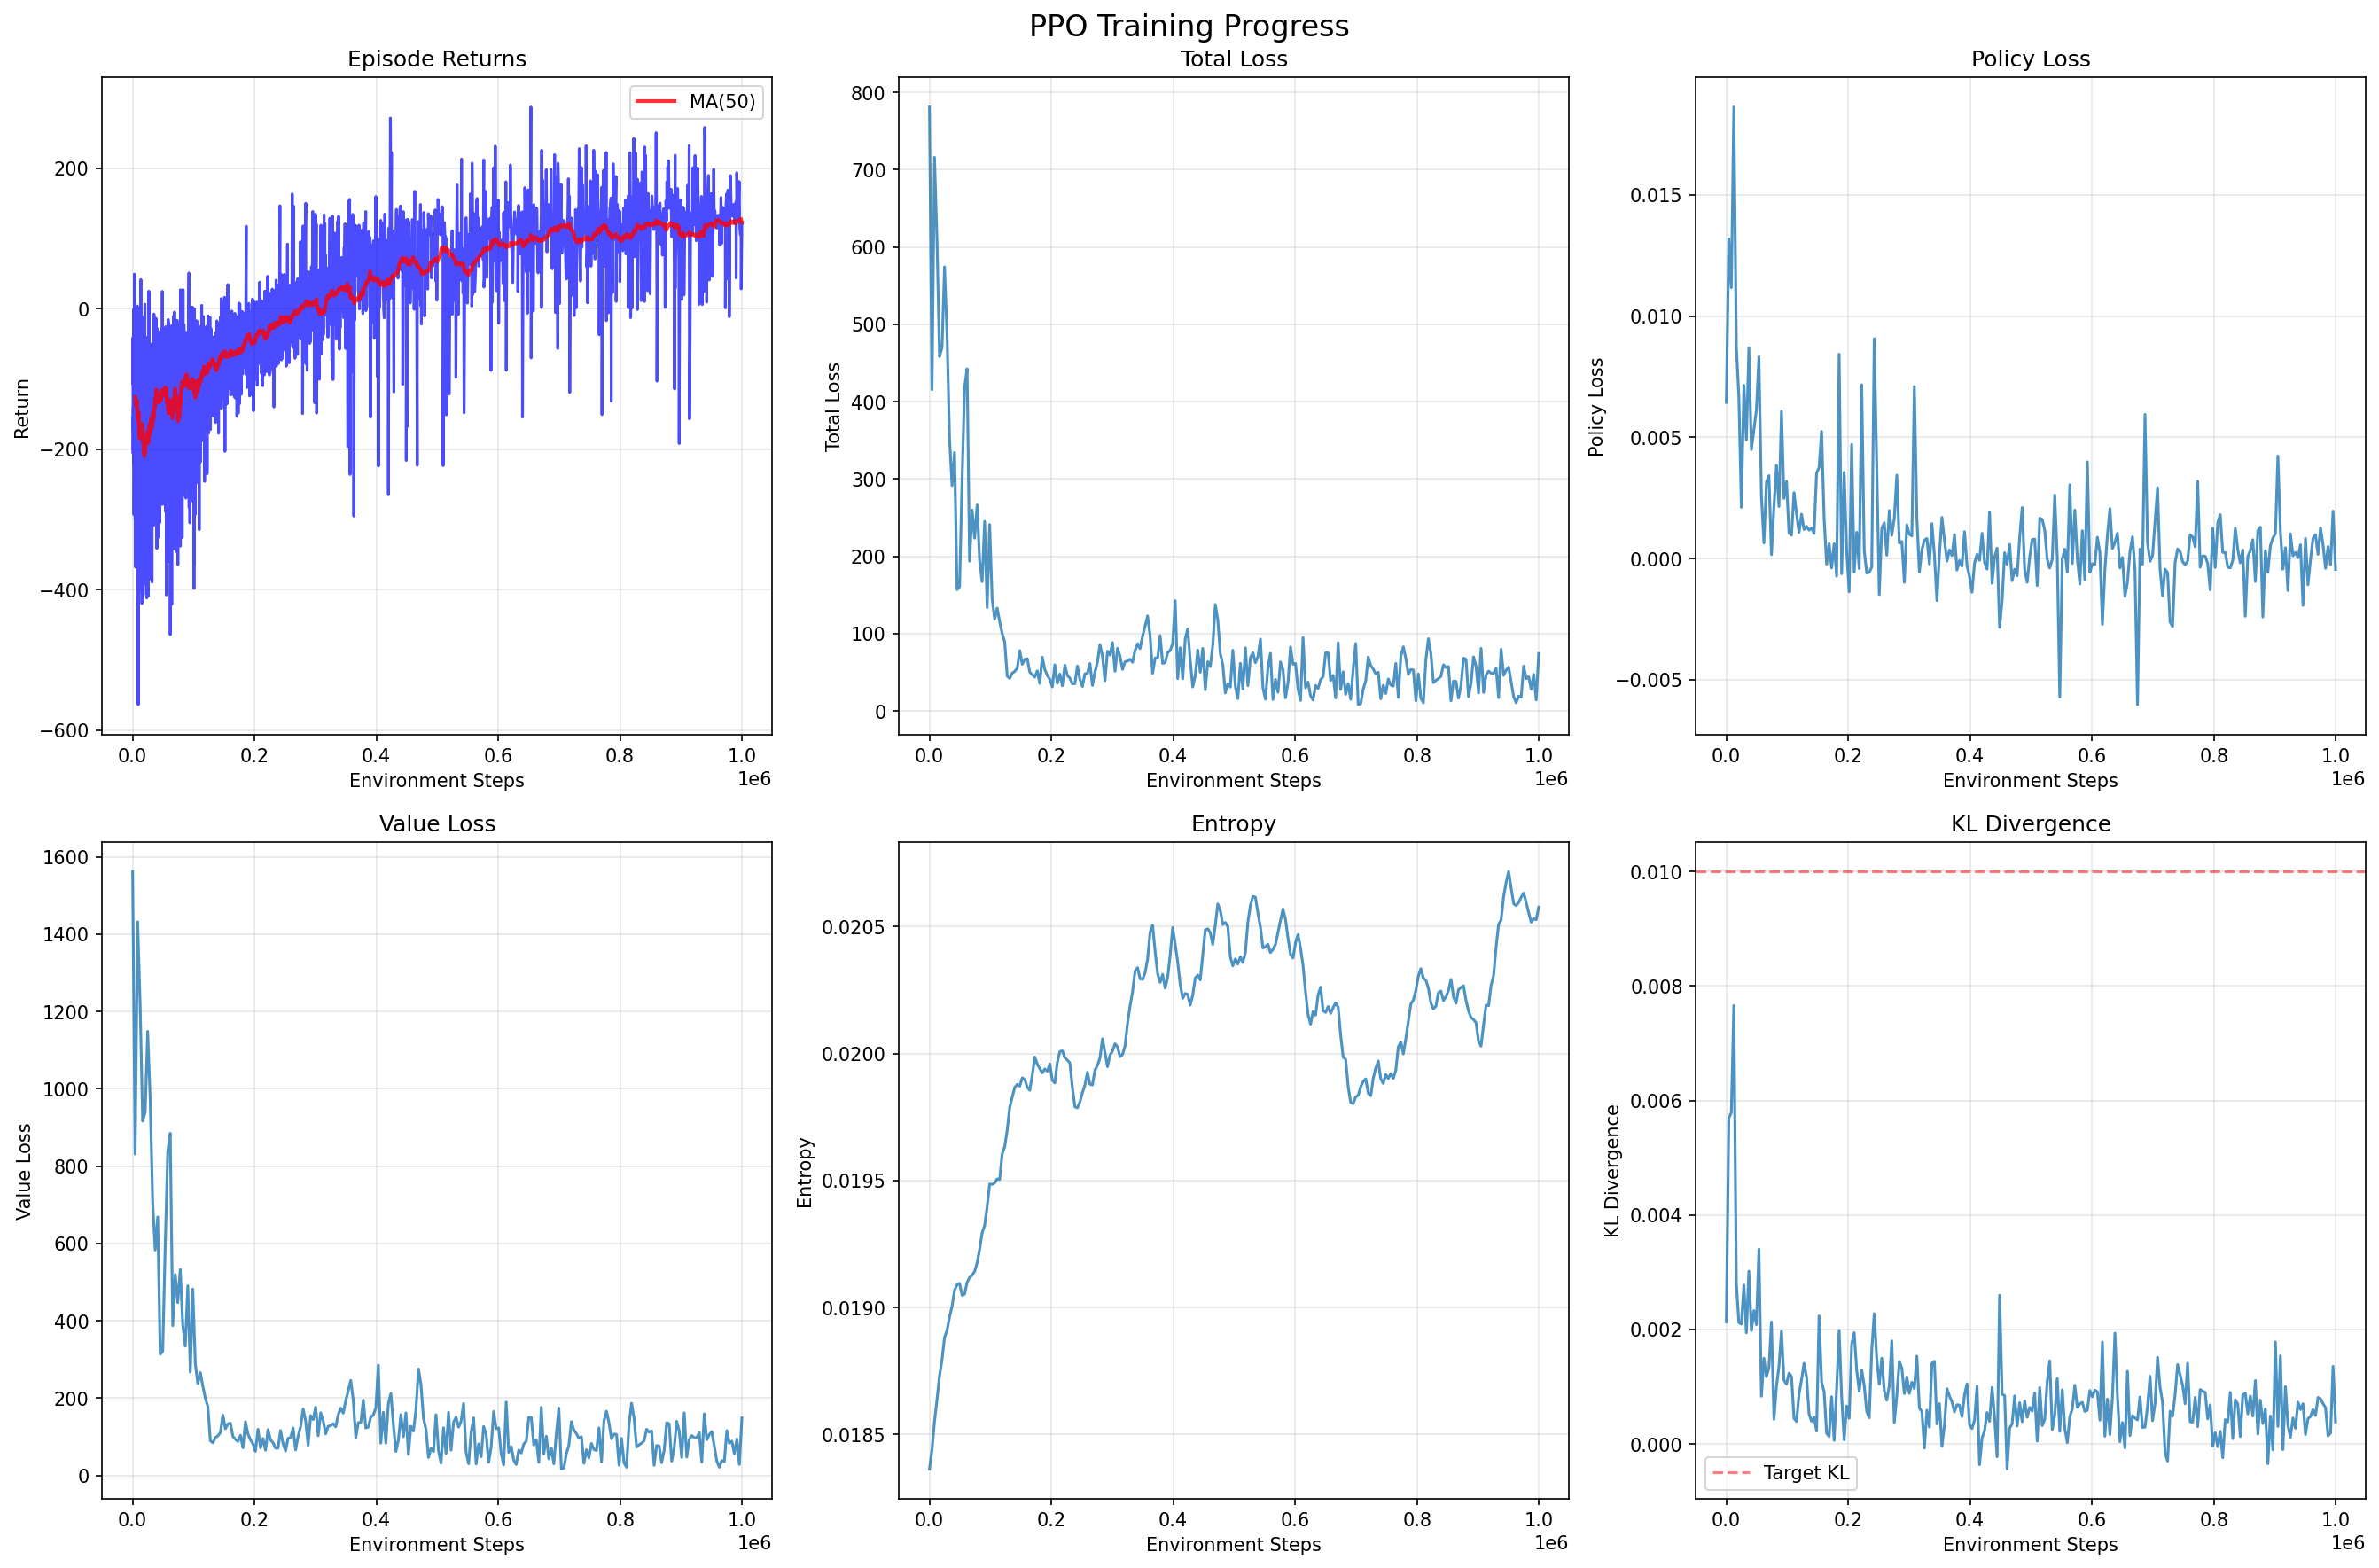 PPO Training Progress
Episode Returns
Return
200
0
−200
−400
−600
MA(50)
0.0 0.2 0.4 0.6 0.8 1.0
1e6
Environment Steps
Total Loss
Total Loss
800
700
600
500
400
300
200
100
0
0.0 0.2 0.4 0.6 0.8 1.0
1e6
Environment Steps
Policy Loss
Policy Loss
0.015
0.010
0.005
0.000
−0.005
0.0 0.2 0.4 0.6 0.8 1.0
1e6
Environment Steps
Value Loss
Value Loss
1600
1400
1200
1000
800
600
400
200
0
0.0 0.2 0.4 0.6 0.8 1.0
1e6
Environment Steps
Entropy
Entropy
0.0205
0.0200
0.0195
0.0190
0.0185
0.0 0.2 0.4 0.6 0.8 1.0
1e6
Environment Steps
KL Divergence
KL Divergence
0.010
0.008
0.006
0.004
0.002
0.000
Target KL
0.0 0.2 0.4 0.6 0.8 1.0
1e6
Environment Steps